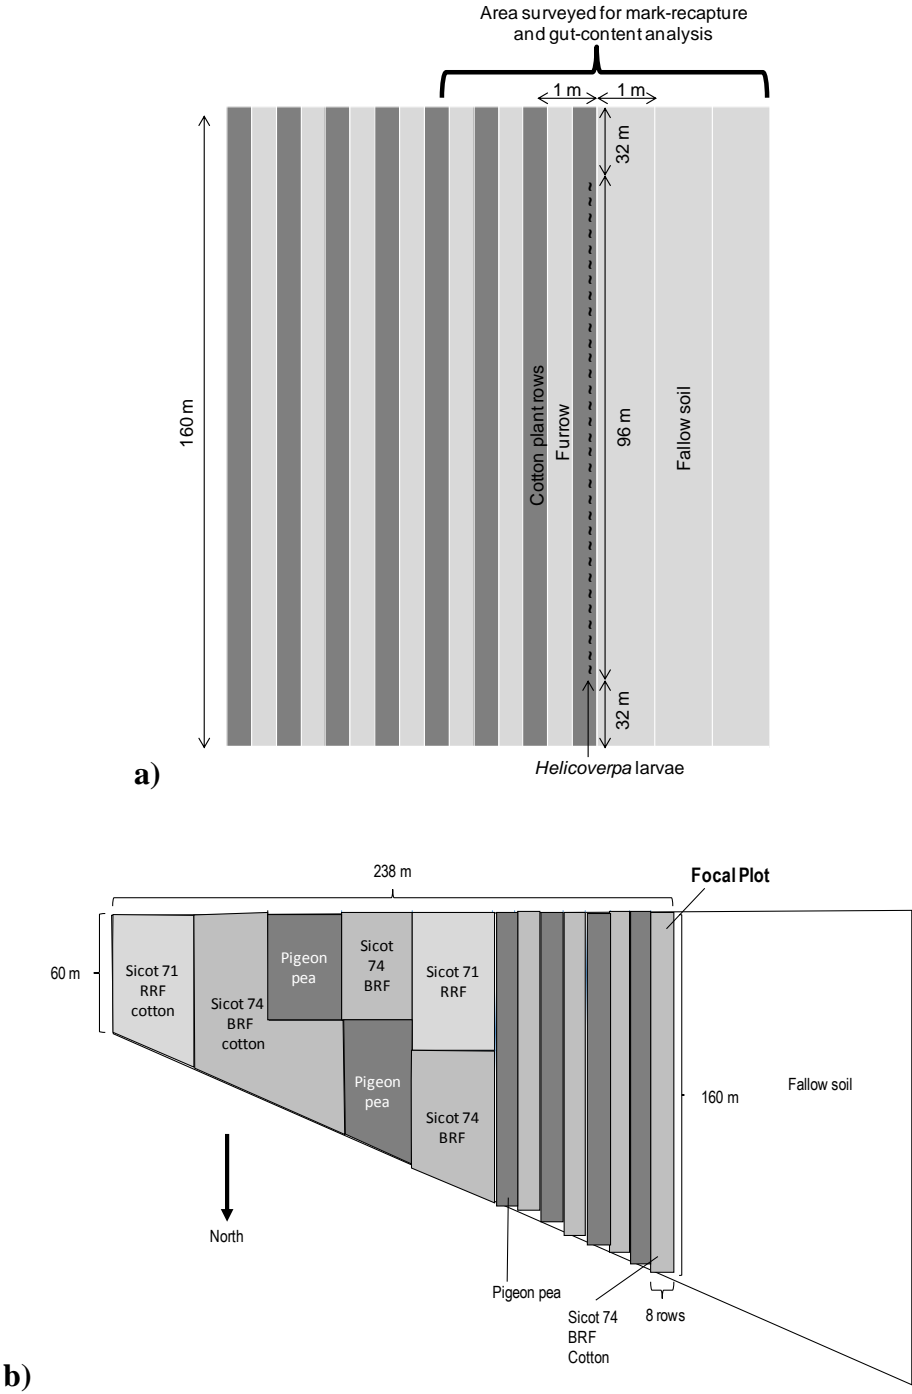 Area surveyed for mark-recapture
and gut-content analysis
1 m
1 m
32 m
160 m
Cotton plant rows
Furrow
96 m
Fallow soil
32 m
Helicoverpa larvae
a)
238 m
Focal Plot
60 m
Sicot 71
RRF
cotton
Sicot 74
BRF
cotton
Pigeon
pea
Sicot
74
BRF
Sicot 71
RRF
Pigeon
pea
Sicot 74
BRF
160 m
Fallow soil
North
Pigeon pea
Sicot 74
BRF
Cotton
8 rows
b)